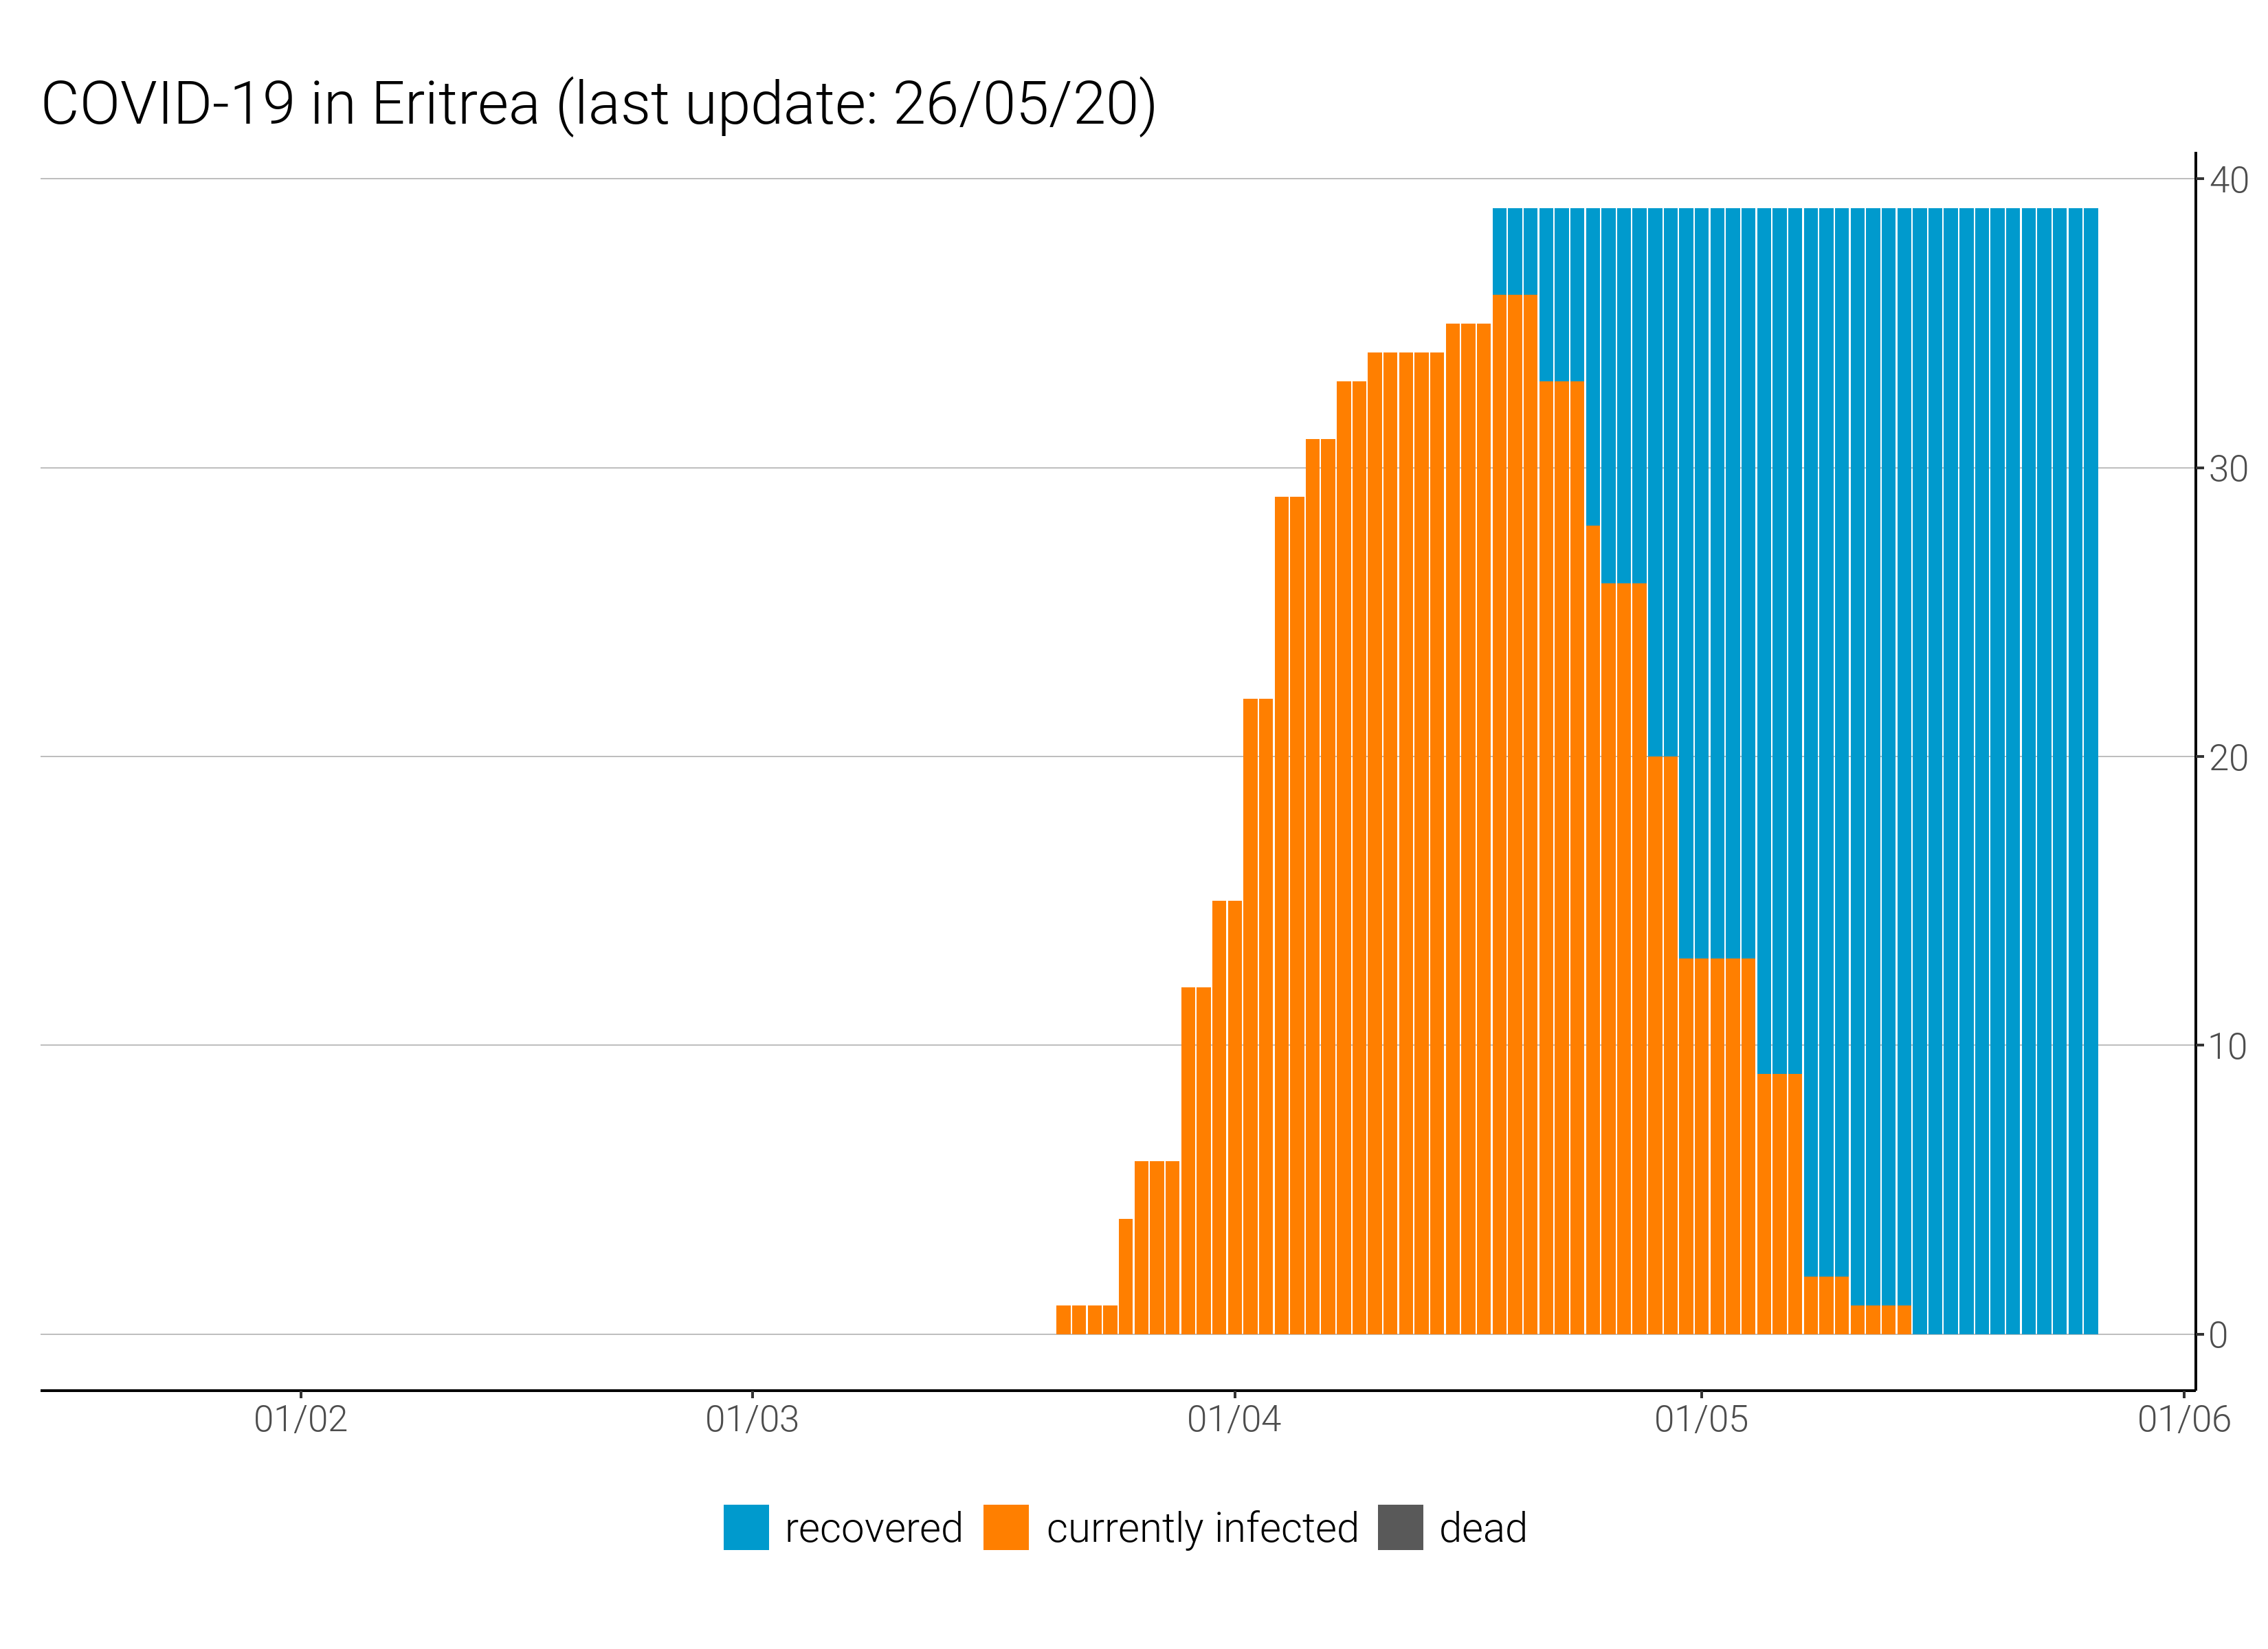 COVID-19 in Eritrea (last update: 26/05/20)
40
30
20
10
0
01/02 01/03 01/04 01/05 01/06
recovered currently infected dead